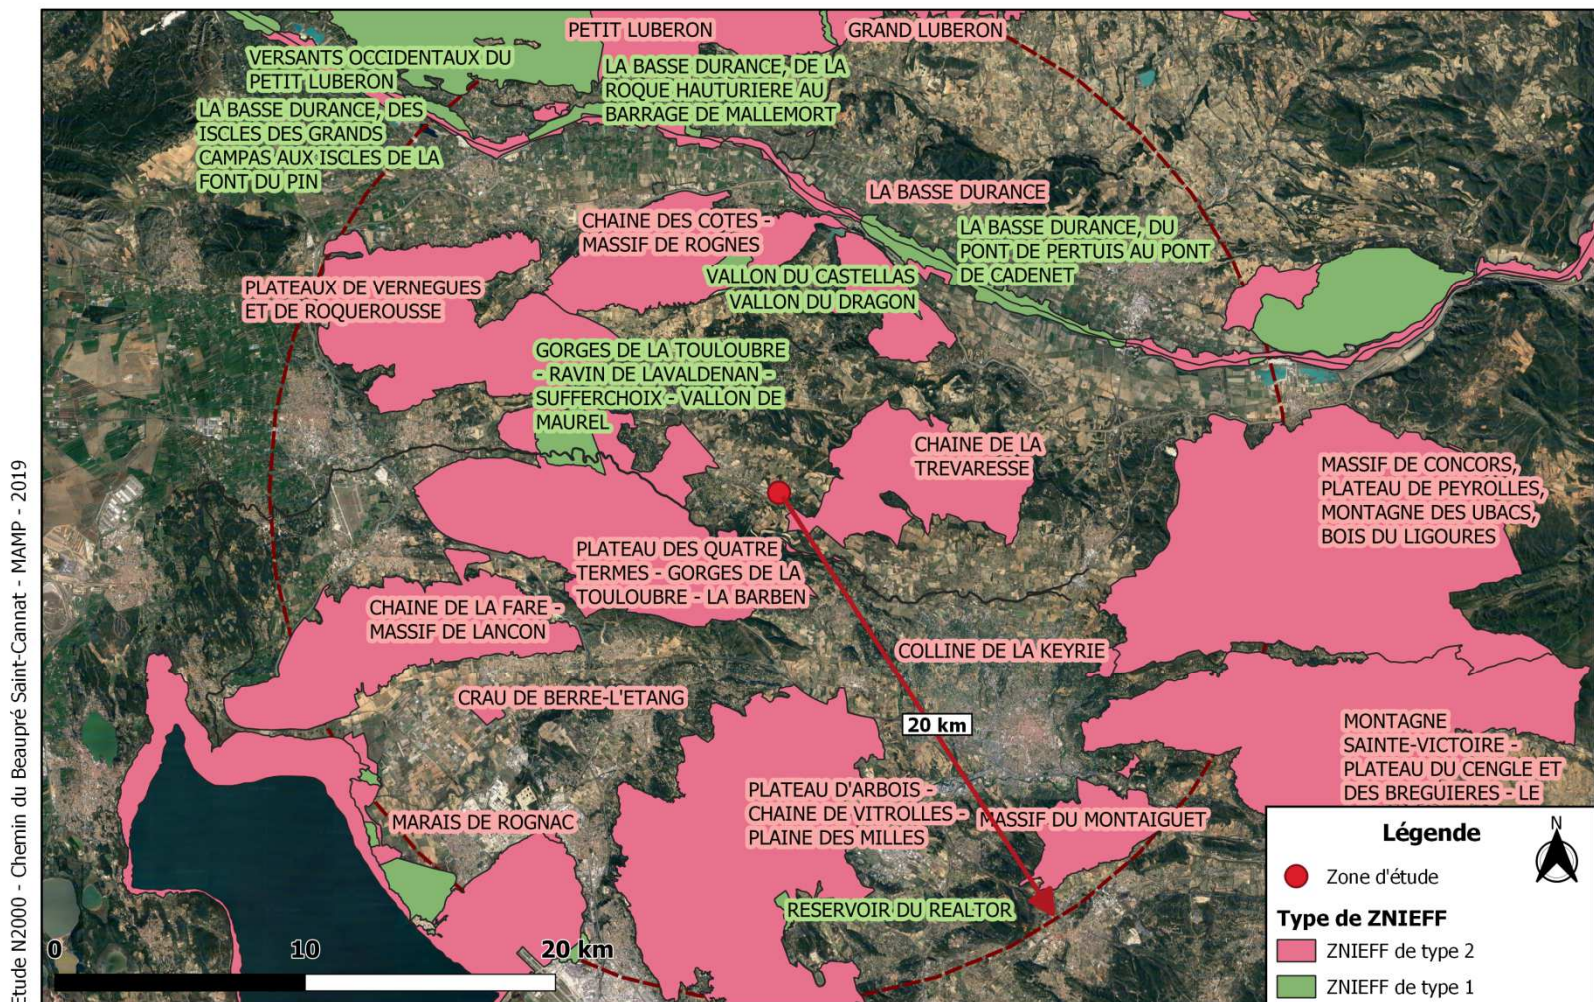 PETIT LUBERON
GRAND LUBERON
VERSANTS OCCIDENTAUX DU
PETIT LUBERON
LA BASSE DURANCE, DE LA
ROQUE HAUTURIERE AU
BARRAGE DE MALLEMORT
LA BASSE DURANCE, DES
ISCLES DES GRANDS
CAMPAS AUX ISCLES DE LA
FONT DU PIN
LA BASSE DURANCE
CHAINE DES COTES -
MASSIF DE ROGNES
LA BASSE DURANCE, DU
PONT DE PERTUIS AU PONT
DE CADENET
VALLON DU CASTELLAS
VALLON DU DRAGON
PLATEAUX DE VERNEGUES
ET DE ROQUEROUSSE
GORGES DE LA TOULOUBRE
- RAVIN DE LAVALDENAN -
SUFFERCHOIX - VALLON DE
MAUREL
CHAINE DE LA
TREVARESSE
MASSIF DE CONCORS,
PLATEAU DE PEYROLLES,
MONTAGNE DES UBACS,
BOIS DU LIGOURES
PLATEAU DES QUATRE
TERMES - GORGES DE LA
TOULOUBRE - LA BARBEN
CHAINE DE LA FARE -
MASSIF DE LANCON
COLLINE DE LA KEYRIE
CRAU DE BERRE-L'ETANG
20 km
MONTAGNE
SAINTE-VICTOIRE -
PLATEAU DU CENGLE ET
DES BREGUIERES - LE
PLATEAU D'ARBOIS -
CHAINE DE VITROLLES -
PLAINE DES MILLES
MASSIF DU MONTAIGUET
MARAIS DE ROGNAC
RESERVOIR DU REALTOR
0 10 20 km
Légende
N
Zone d'étude
Type de ZNIEFF
ZNIEFF de type 2
ZNIEFF de type 1
Etude N2000 - Chemin du Beaupré Saint-Cannat - MAMP - 2019